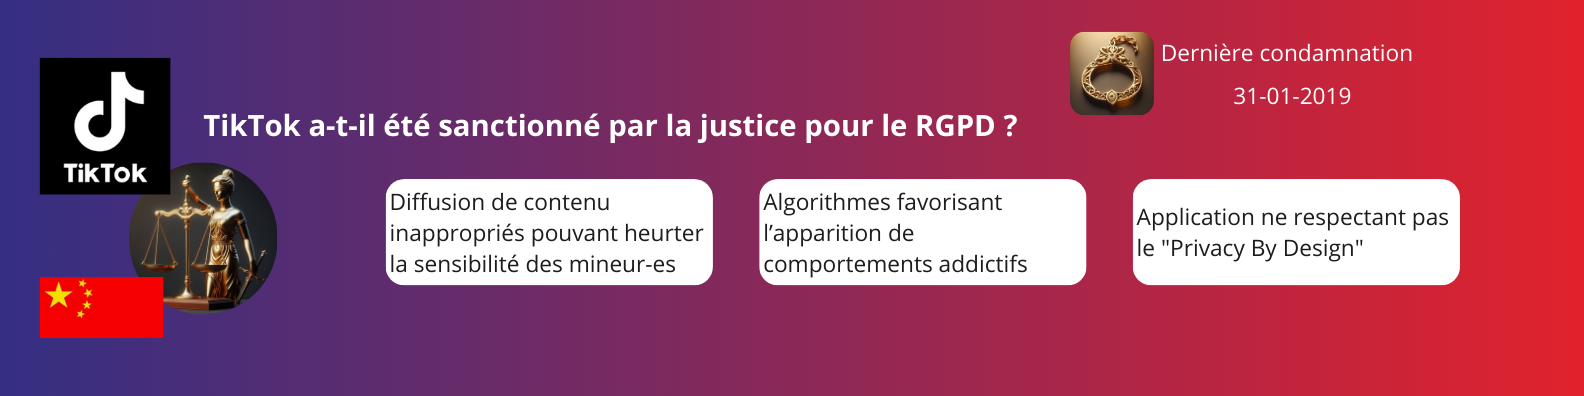 TikTok
TikTok a-t-il été sanctionné par la justice pour le RGPD ?
Dernière condamnation
31-01-2019
Diffusion de contenu
inappropriés pouvant heurter
la sensibilité des mineur-es
Algorithmes favorisant
l’apparition de
comportements addictifs
Application ne respectant pas
le "Privacy By Design"